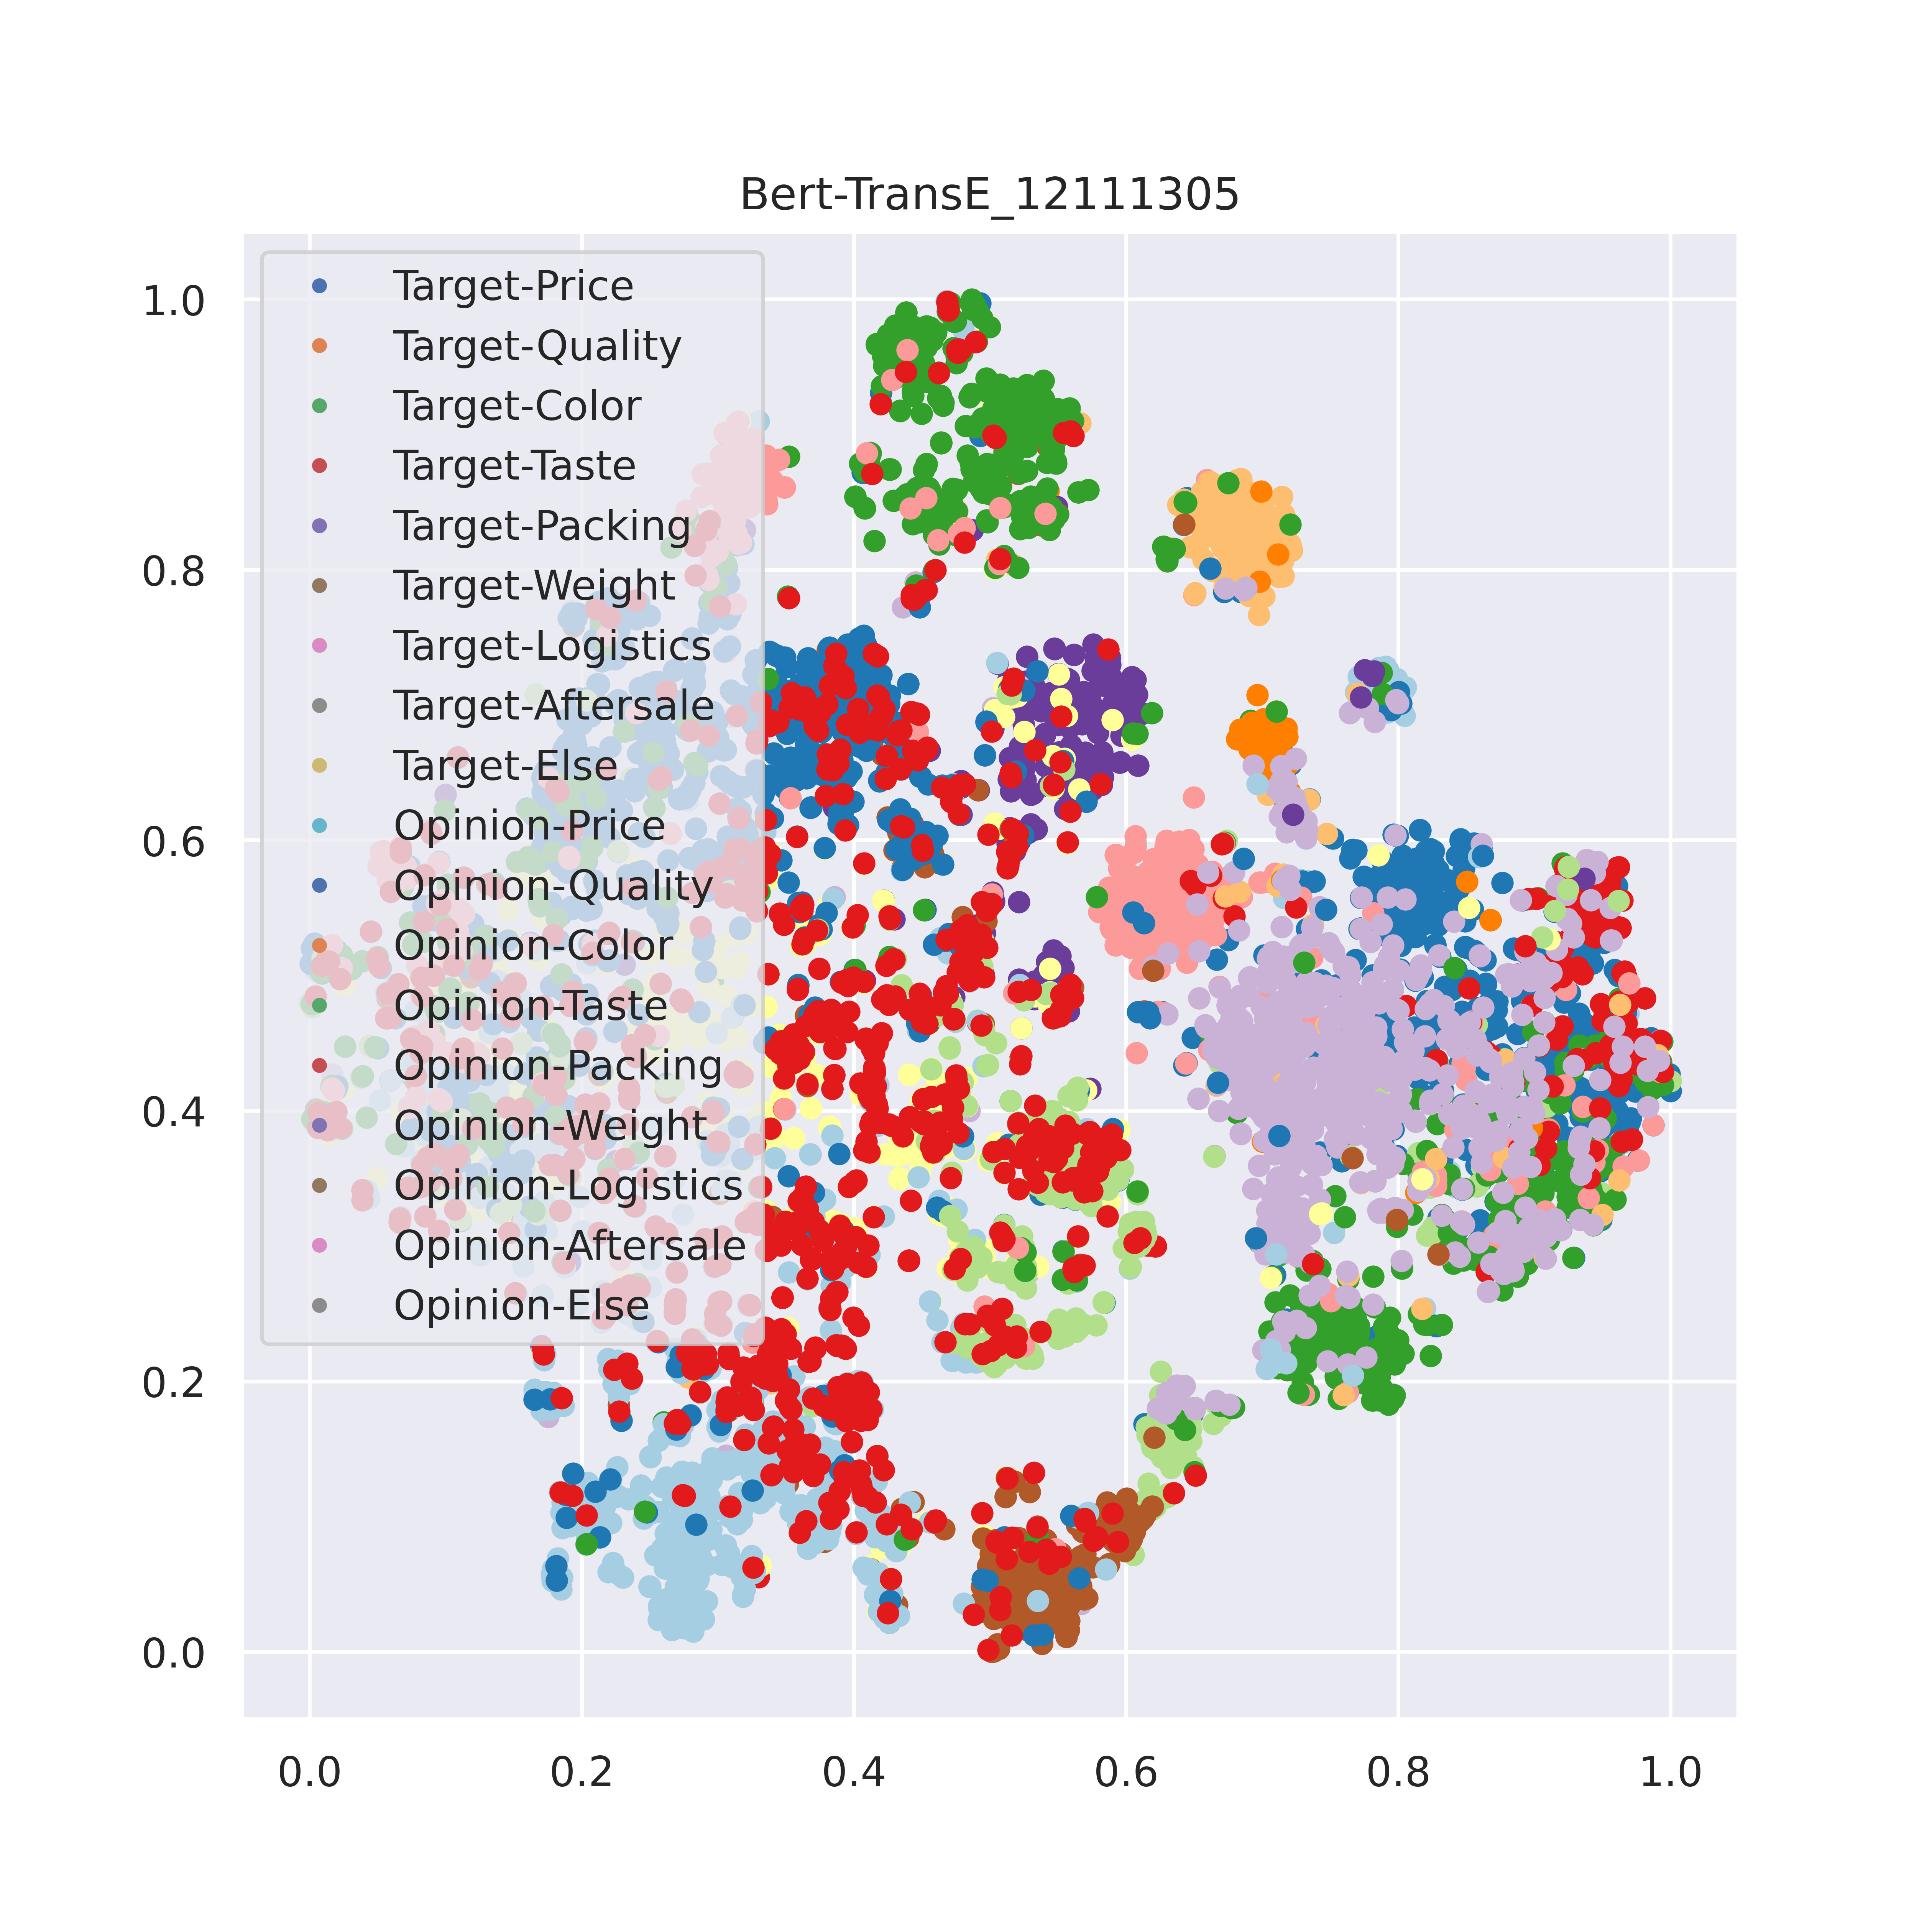 Bert-TransE_12111305
Target-Price
Target-Quality
Target-Color
Target-Taste
Target-Packing
Target-Weight
Target-Logistics
Target-Aftersale
Target-Else
Opinion-Price
Opinion-Quality
Opinion-Color
Opinion-Taste
Opinion-Packing
Opinion-Weight
Opinion-Logistics
Opinion-Aftersale
Opinion-Else
1.0
0.8
0.6
0.4
0.2
0.0
0.0 0.2 0.4 0.6 0.8 1.0